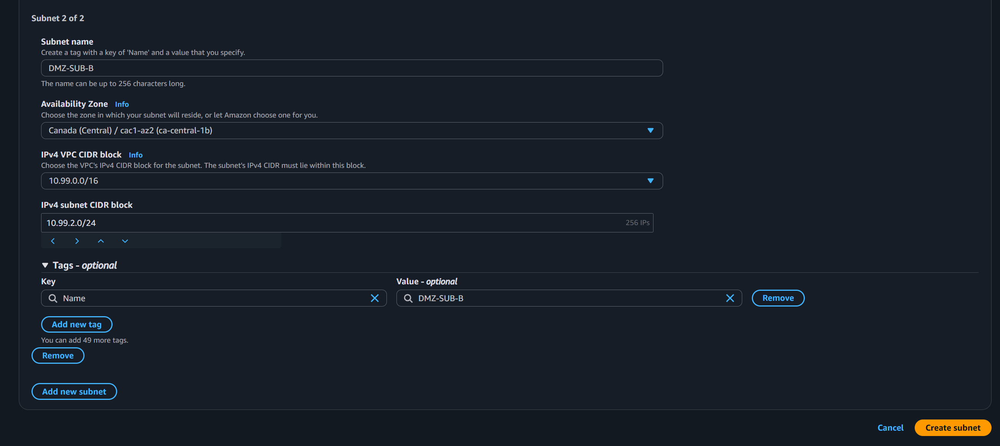 Subnet 2 of 2
Subnet name
Create a tag with a key of 'Name' and a value that you specify.
DMZ-SUB-B
The name can be up to 256 characters long.
Availability Zone Info
Choose the zone in which your subnet will reside, or let Amazon choose one for you.
Canada (Central) / cac1-az2 (ca-central-1b)
IPv4 VPC CIDR block Info
Choose the VPC's IPv4 CIDR block for the subnet. The subnet's IPv4 CIDR must lie within this block.
10.99.0.0/16
IPv4 subnet CIDR block
10.99.2.0/24 256 IPs
Tags - optional
Key Value - optional
Name DMZ-SUB-B Remove
Add new tag
You can add 49 more tags.
Remove
Add new subnet
Cancel Create subnet